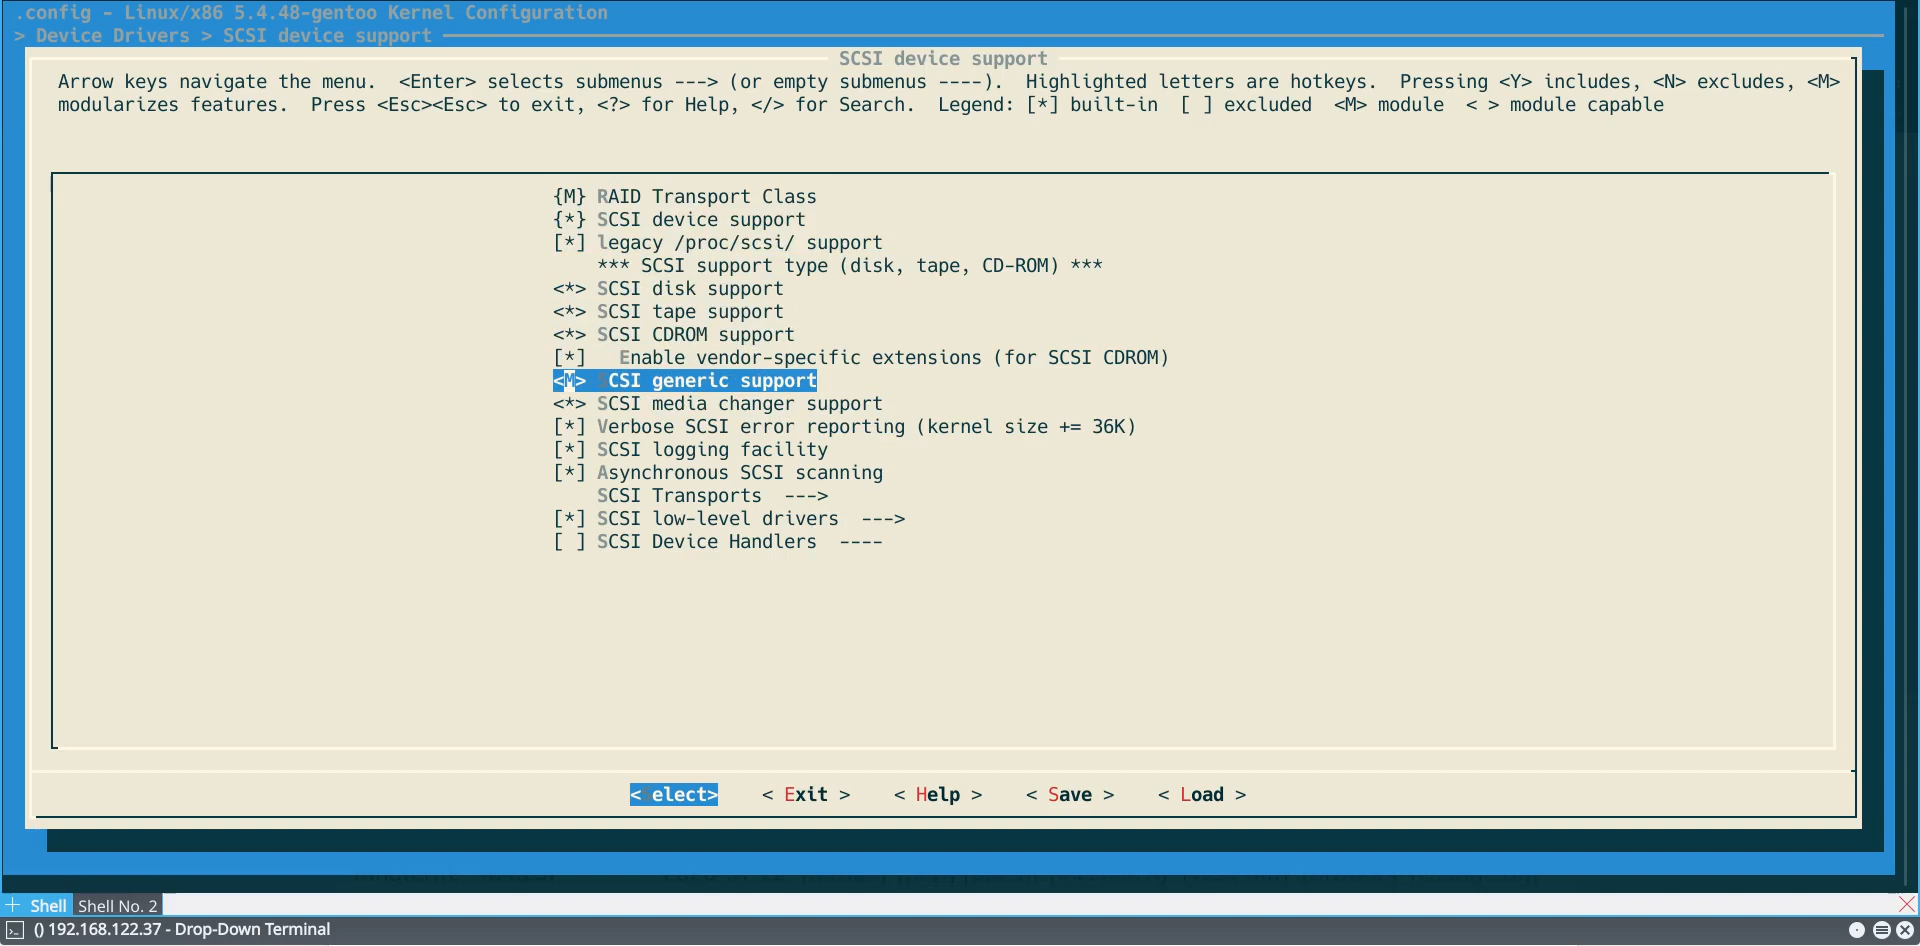 .config - Linux/x86 5.4.48-gentoo Kernel Configuration
> Device Drivers > SCSI device support
SCSI device support
Arrow keys navigate the menu.  <Enter> selects submenus ---> (or empty submenus ----).  Highlighted letters are hotkeys.  Pressing <Y> includes, <N> excludes, <M>
modularizes features.  Press <Esc><Esc> to exit, <?> for Help, </> for Search.  Legend: [*] built-in  [ ] excluded  <M> module  < > module capable
{M} RAID Transport Class
{*} SCSI device support
[*] legacy /proc/scsi/ support
*** SCSI support type (disk, tape, CD-ROM) ***
<*> SCSI disk support
<*> SCSI tape support
<*> SCSI CDROM support
[*]   Enable vendor-specific extensions (for SCSI CDROM)
<M> SCSI generic support
<*> SCSI media changer support
[*] Verbose SCSI error reporting (kernel size += 36K)
[*] SCSI logging facility
[*] Asynchronous SCSI scanning
SCSI Transports  --->
[*] SCSI low-level drivers  --->
[ ] SCSI Device Handlers  ----
<Select>    < Exit >    < Help >    < Save >    < Load >
Shell  Shell No. 2
() 192.168.122.37 - Drop-Down Terminal